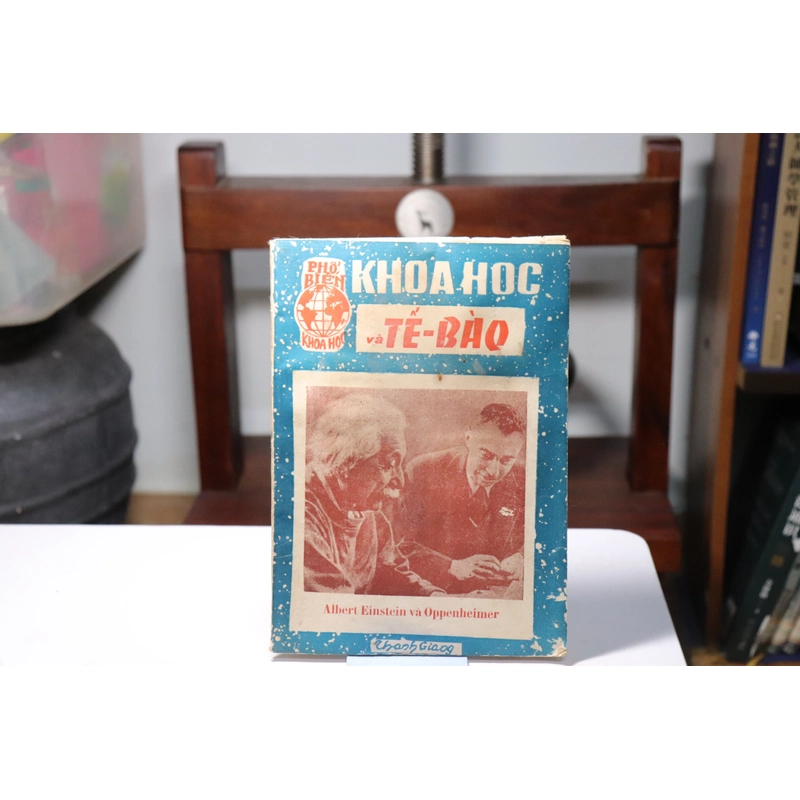 PHỔ
BIẾN
KHOA HỌC
KHOA HỌC
và TẾ-BÀO
Albert Einstein và Oppenheimer
Thanh Giang